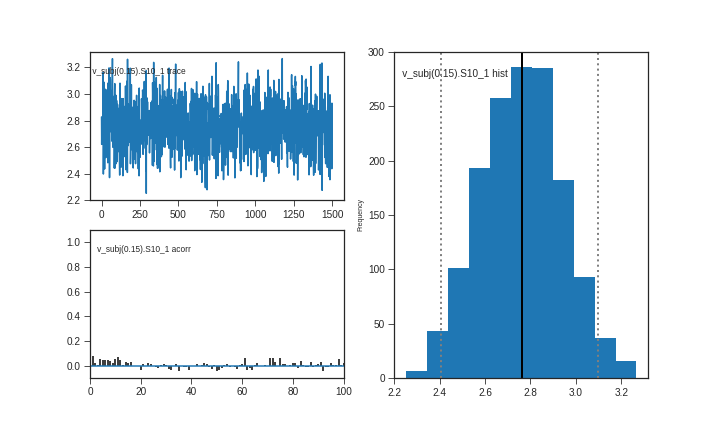 v_subj(0.15).S10_1 trace
3.2
3.0
2.8
2.6
2.4
2.2
0 250 500 750 1000 1250 1500
v_subj(0.15).S10_1 acorr
1.0
0.8
0.6
0.4
0.2
0.0
0 20 40 60 80 100
v_subj(0.15).S10_1 hist
Frequency
300
250
200
150
100
50
0
2.2 2.4 2.6 2.8 3.0 3.2